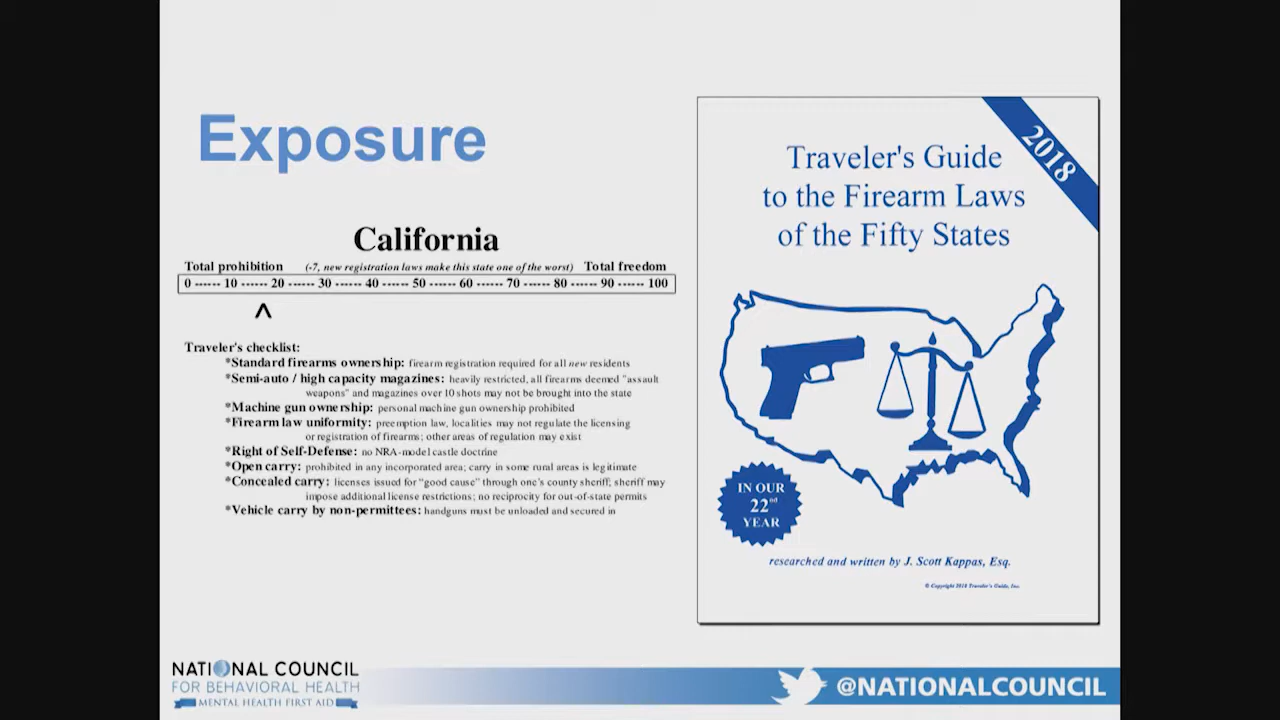 Exposure
California
Total prohibition (-7, new registration laws make this state one of the worst) Total freedom
0 ------ 10 ------ 20 ------ 30 ------ 40 ------ 50 ------ 60 ------ 70 ------ 80 ------ 90 ------ 100
^
Traveler's checklist:
*Standard firearms ownership: firearm registration required for all new residents
*Semi-auto / high capacity magazines: heavily restricted, all firearms deemed "assault
weapons" and magazines over 10 shots may not be brought into the state
*Machine gun ownership: personal machine gun ownership prohibited
*Firearm law uniformity: preemption law, localities may not regulate the licensing
or registration of firearms; other areas of regulation may exist
*Right of Self-Defense: no NRA-model castle doctrine
*Open carry: prohibited in any incorporated area; carry in some rural areas is legitimate
*Concealed carry: licenses issued for "good cause" through one's county sheriff; sheriff may
impose additional license restrictions; no reciprocity for out-of-state permits
*Vehicle carry by non-permittees: handguns must be unloaded and secured in
2018
Traveler's Guide
to the Firearm Laws
of the Fifty States
IN OUR
22nd
YEAR
researched and written by J. Scott Kappas, Esq.
© Copyright 2018 Traveler's Guide, Inc.
NATIONAL COUNCIL
FOR BEHAVIORAL HEALTH
MENTAL HEALTH FIRST AID
@NATIONALCOUNCIL